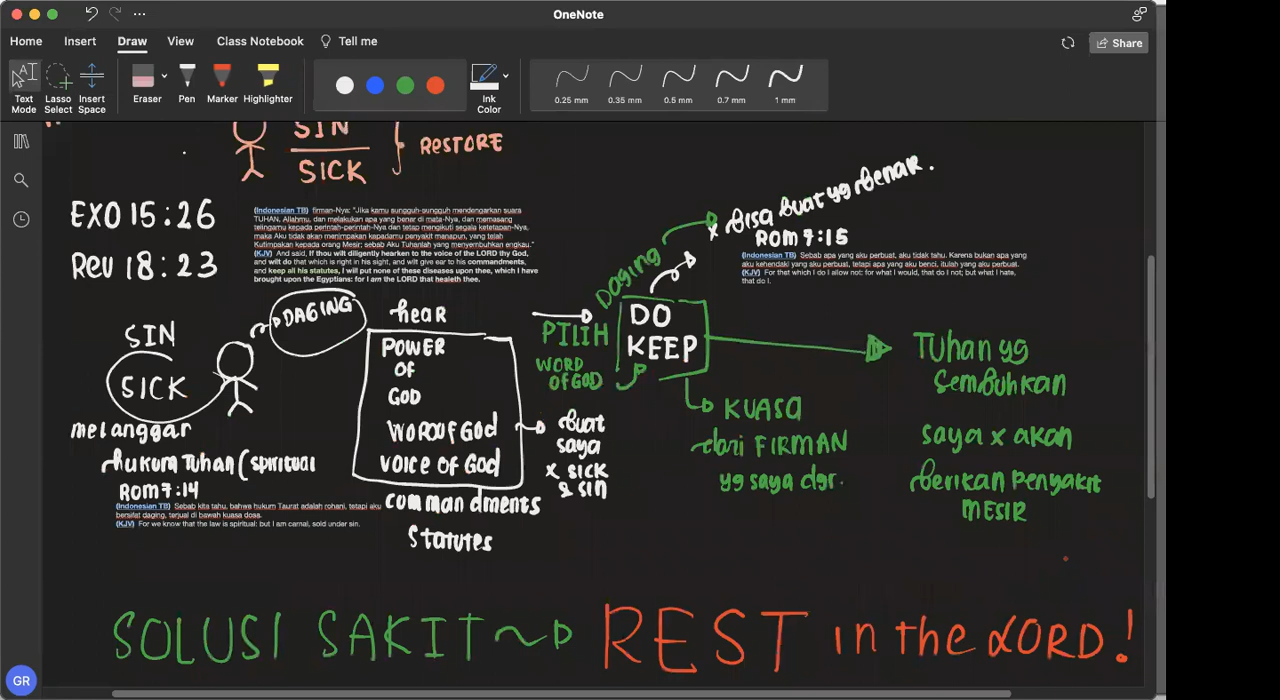 OneNote
Home Insert Draw View Class Notebook Tell me
Share
Text Mode
Lasso Select
Insert Space
Eraser
Pen
Marker
Highlighter
Ink Color
0.25 mm
0.35 mm
0.5 mm
0.7 mm
1 mm
SIN
SICK
RESTORE
EXO 15:26
Rev 18:23
(Indonesian TB) firman-Nya: "Jika kamu sungguh-sungguh mendengarkan suara
TUHAN, Allahmu, dan melakukan apa yang benar di mata-Nya, dan memasang
telingamu kepada perintah-perintah-Nya dan tetap mengikuti segala ketetapan-Nya,
maka Aku tidak akan menimpakan kepadamu penyakit manapun, yang telah
Kutimpakan kepada orang Mesir; sebab Aku Tuhanlah yang menyembuhkan engkau."
(KJV) And said, If thou wilt diligently hearken to the voice of the LORD thy God,
and wilt do that which is right in his sight, and wilt give ear to his commandments,
and keep all his statutes, I will put none of these diseases upon thee, which I have
brought upon the Egyptians: for I am the LORD that healeth thee.
x bisa buat yg benar.
ROM 7:15
(Indonesian TB) Sebab apa yang aku perbuat, aku tidak tahu. Karena bukan apa yang
aku kehendaki yang aku perbuat, tetapi apa yang aku benci, itulah yang aku perbuat.
(KJV) For that which I do I allow not: for what I would, that do I not; but what I hate,
that do I.
SIN
SICK
DAGING
melanggar
hukum Tuhan (spiritual
ROM 7:14
(Indonesian TB) Sebab kita tahu, bahwa hukum Taurat adalah rohani, tetapi aku
bersifat daging, terjual di bawah kuasa dosa.
(KJV) For we know that the law is spiritual: but I am carnal, sold under sin.
hear
POWER
OF
GOD
WORD OF GOD
VOICE OF GOD
commandments
Statutes
buat
saya
x sick
& sin
PILIH
WORD
OF GOD
Daging
DO
KEEP
KUASA
dari FIRMAN
yg saya dgr.
Tuhan yg
sembuhkan
saya x akan
berikan penyakit
MESIR
SOLUSI SAKIT REST in the LORD!
GR